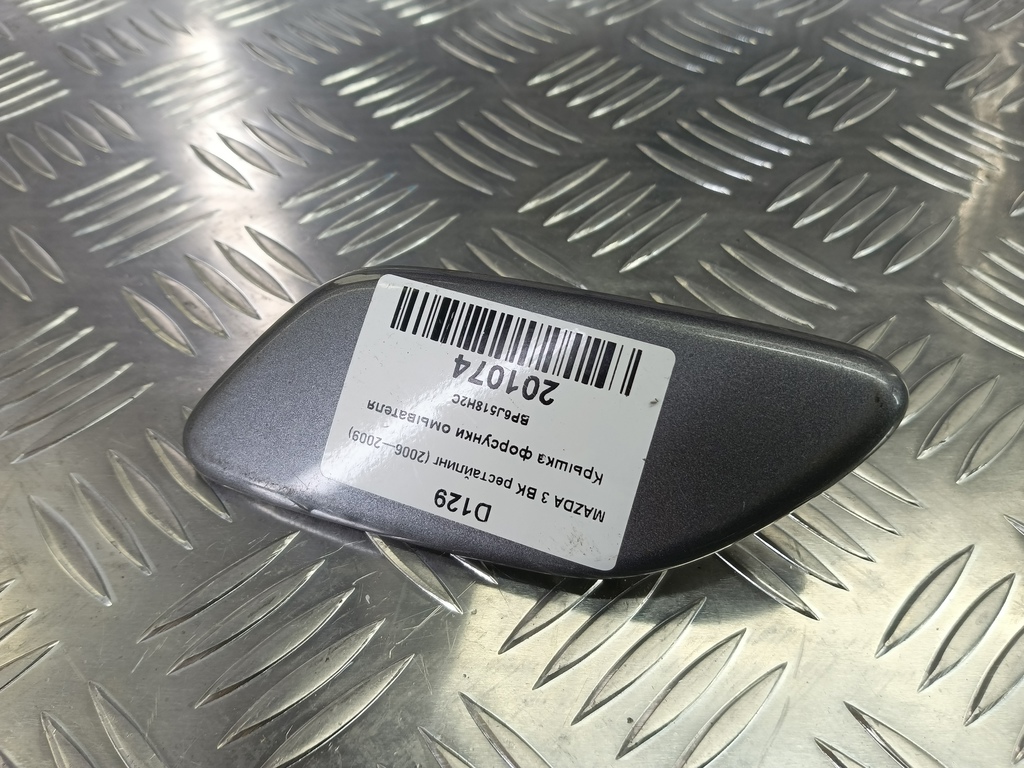 D129
MAZDA 3 BK рестайлинг (2006—2009)
Крышка форсунки омывателя
BP6J518H2C
201074